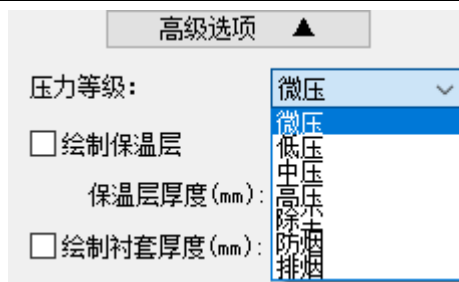 高级选项 ▲
压力等级: 微压
微压
低压
绘制保温层
中压
保温层厚度(mm): 高压
除尘
绘制衬套厚度(mm): 防烟
排烟